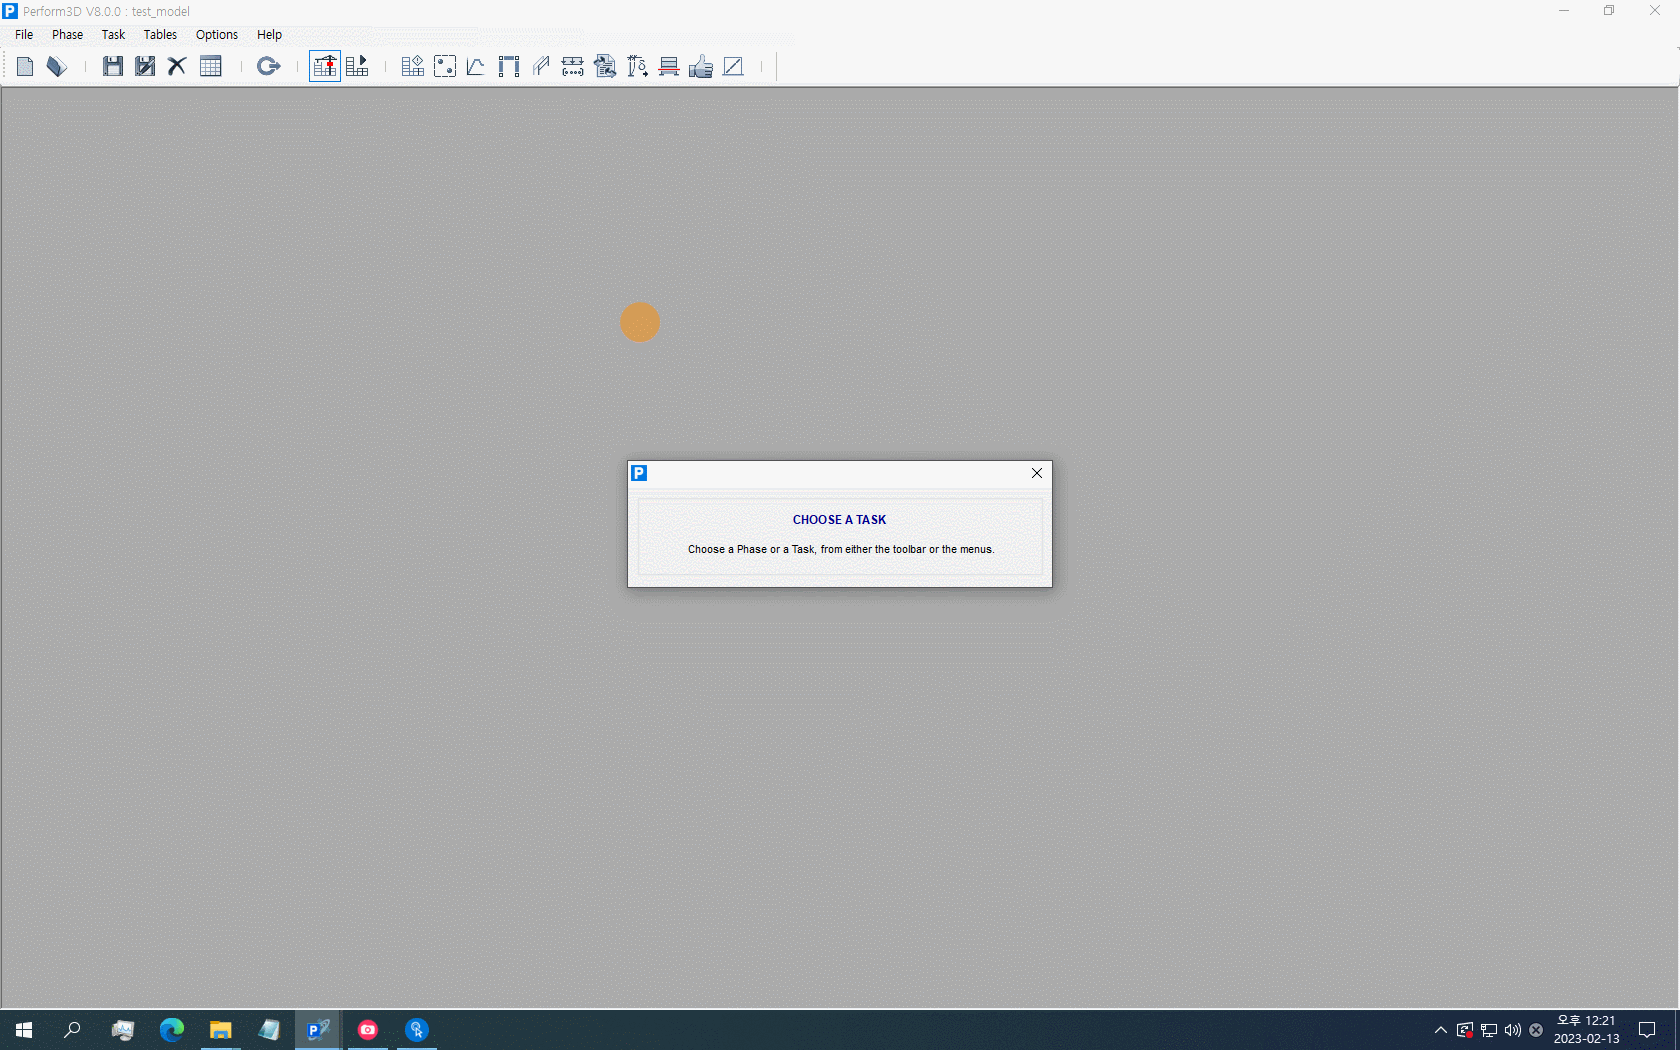 P Perform3D V8.0.0 : test_model
File Phase Task Tables Options Help
P
CHOOSE A TASK
Choose a Phase or a Task, from either the toolbar or the menus.
P
오후 12:21
2023-02-13